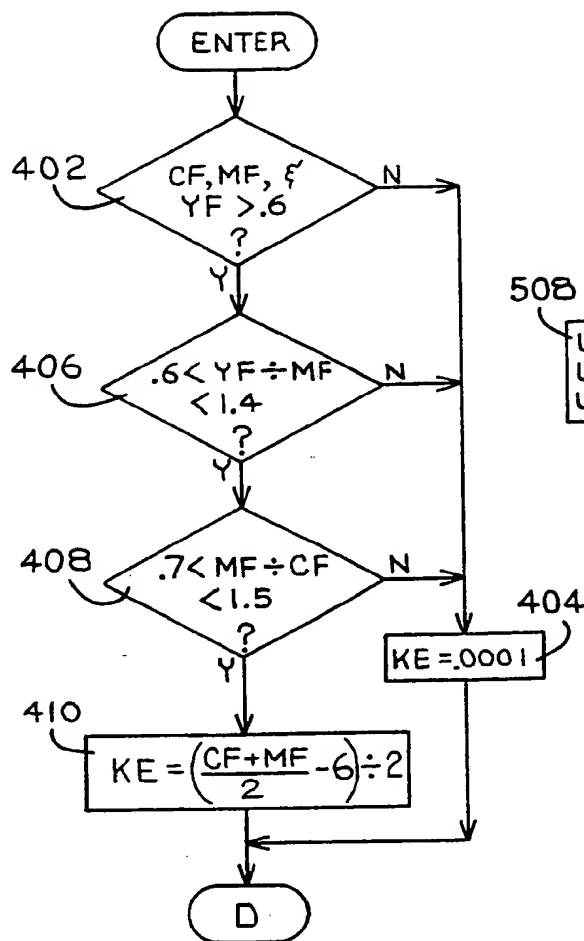 ENTER
402
CF, MF, &
YF >.6
?
N
Y
406
.6< YF÷MF
<1.4
?
N
Y
508
U
U
U
408
.7< MF÷CF
<1.5
?
N
Y
404
KE=.0001
410
KE = (CF+MF/2 -6)÷2
D